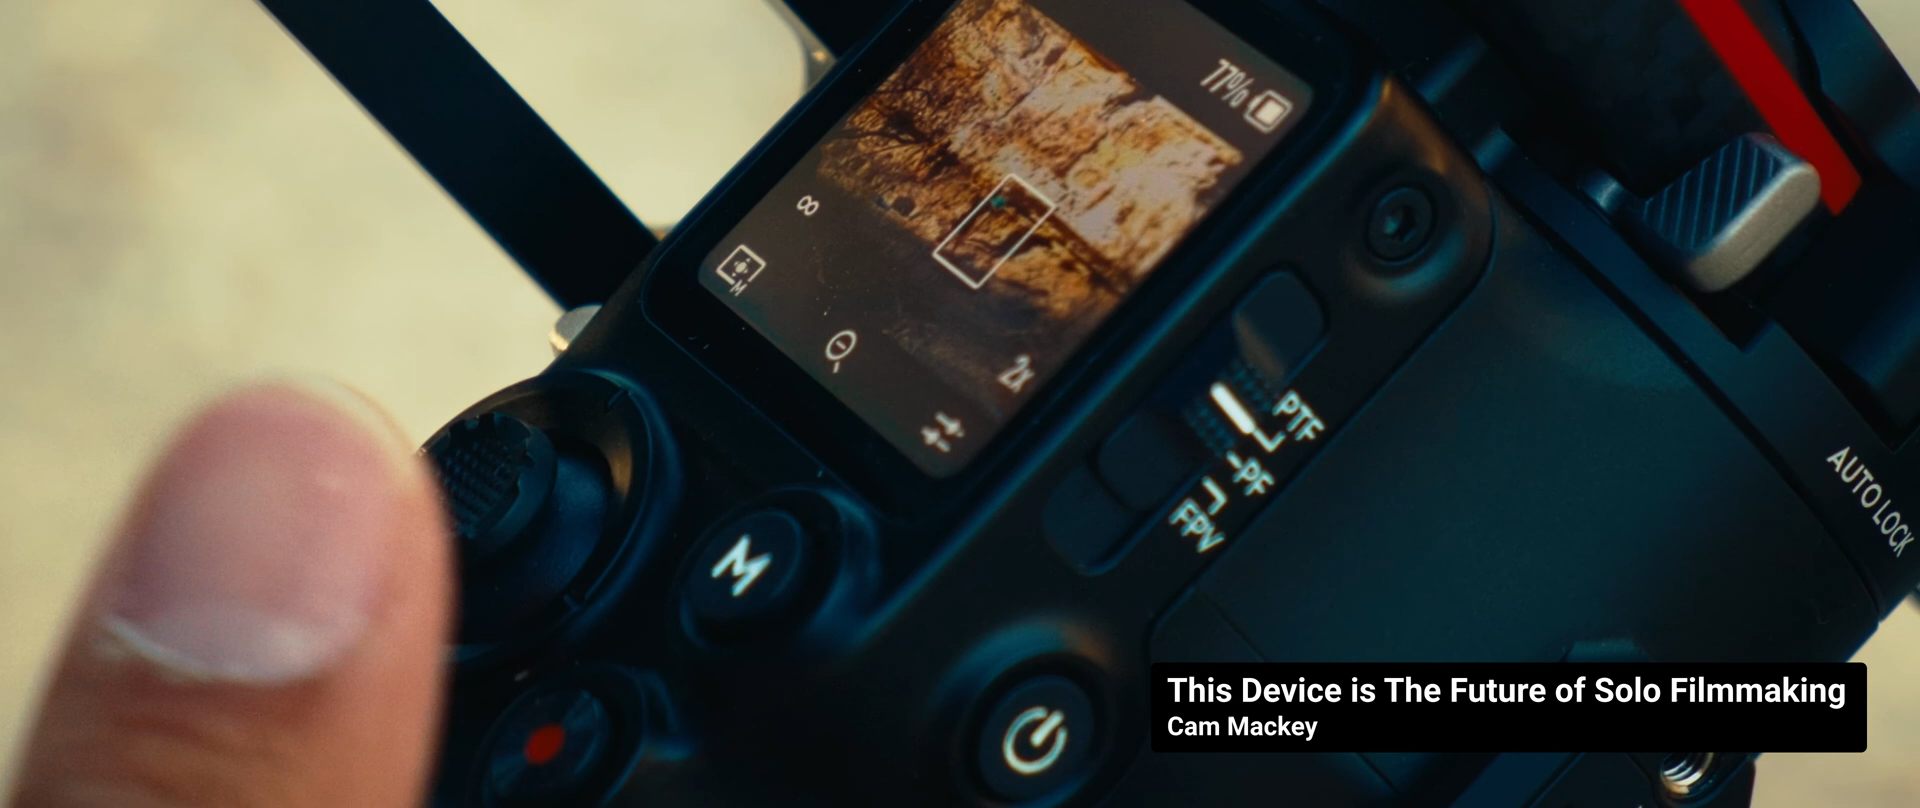 77%
∞
M
2x
PTF
-PF
FPV
M
AUTO LOCK
This Device is The Future of Solo Filmmaking
Cam Mackey